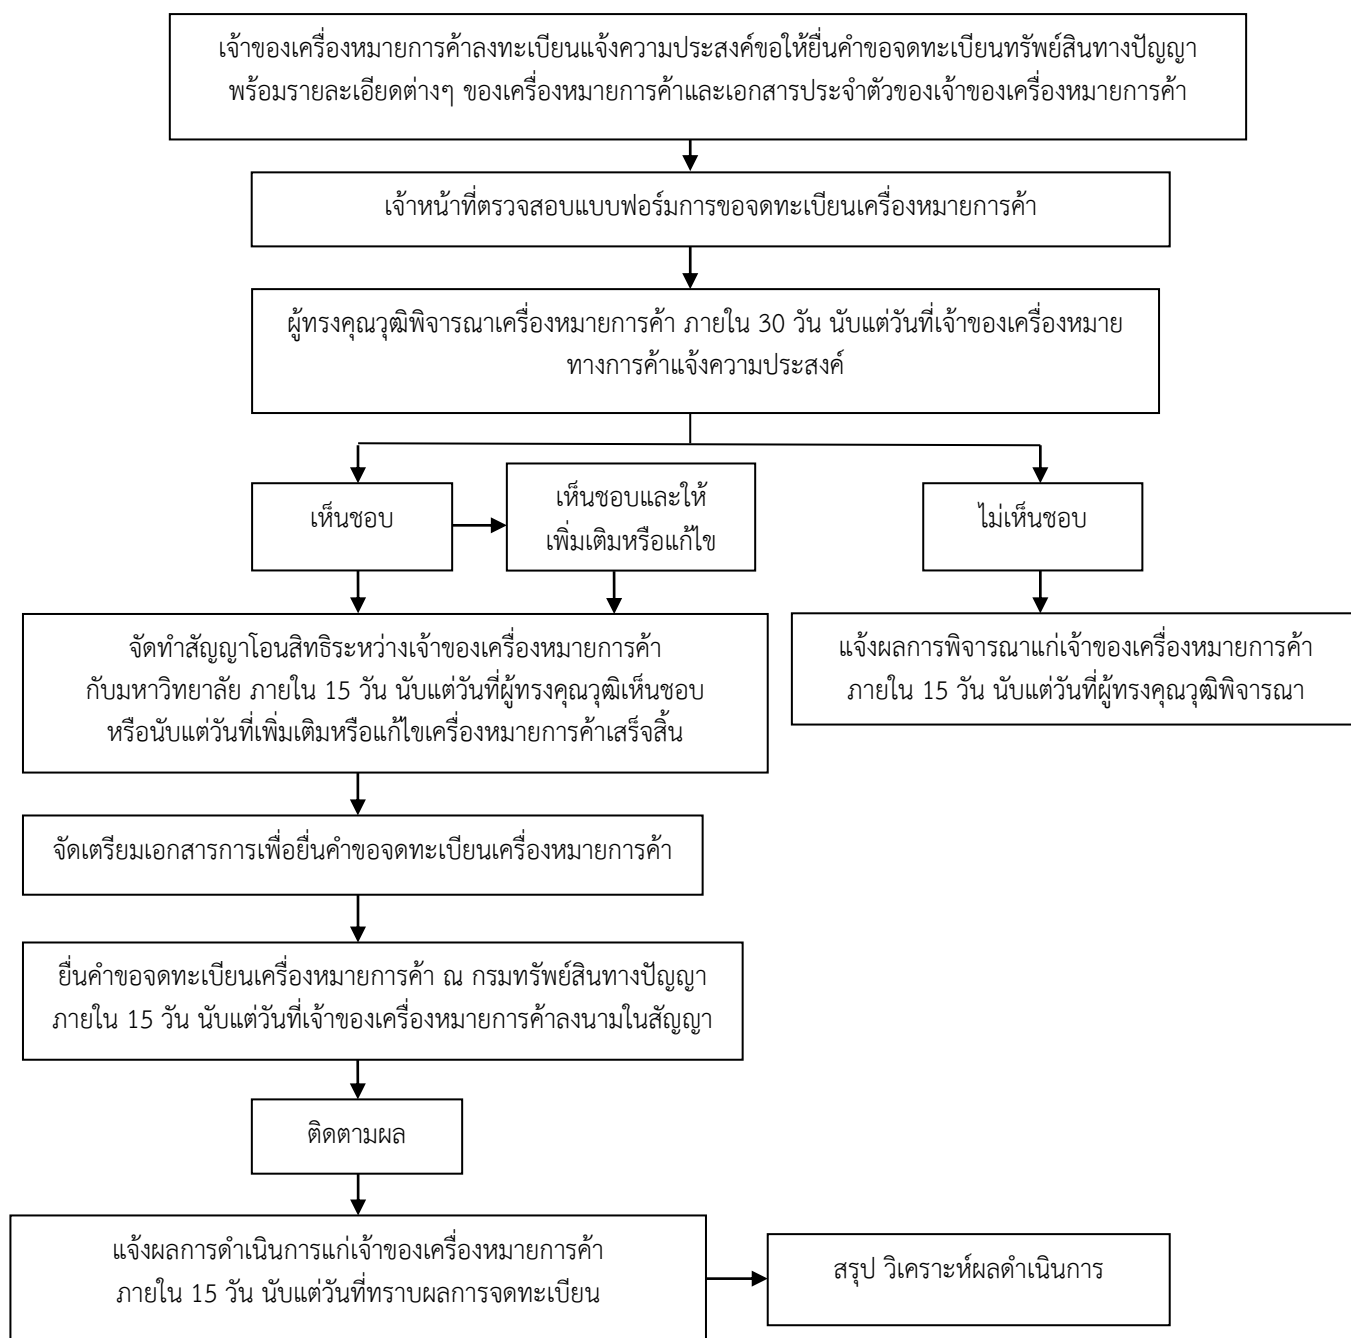 เจ้าของเครื่องหมายการค้าลงทะเบียนแจ้งความประสงค์ขอให้ยื่นคำขอจดทะเบียนทรัพย์สินทางปัญญา
พร้อมรายละเอียดต่างๆ ของเครื่องหมายการค้าและเอกสารประจำตัวของเจ้าของเครื่องหมายการค้า
เจ้าหน้าที่ตรวจสอบแบบฟอร์มการขอจดทะเบียนเครื่องหมายการค้า
ผู้ทรงคุณวุฒิพิจารณาเครื่องหมายการค้า ภายใน 30 วัน นับแต่วันที่เจ้าของเครื่องหมาย
ทางการค้าแจ้งความประสงค์
เห็นชอบ
เห็นชอบและให้
เพิ่มเติมหรือแก้ไข
ไม่เห็นชอบ
จัดทำสัญญาโอนสิทธิระหว่างเจ้าของเครื่องหมายการค้า
กับมหาวิทยาลัย ภายใน 15 วัน นับแต่วันที่ผู้ทรงคุณวุฒิเห็นชอบ
หรือนับแต่วันที่เพิ่มเติมหรือแก้ไขเครื่องหมายการค้าเสร็จสิ้น
แจ้งผลการพิจารณาแก่เจ้าของเครื่องหมายการค้า
ภายใน 15 วัน นับแต่วันที่ผู้ทรงคุณวุฒิพิจารณา
จัดเตรียมเอกสารการเพื่อยื่นคำขอจดทะเบียนเครื่องหมายการค้า
ยื่นคำขอจดทะเบียนเครื่องหมายการค้า ณ กรมทรัพย์สินทางปัญญา
ภายใน 15 วัน นับแต่วันที่เจ้าของเครื่องหมายการค้าลงนามในสัญญา
ติดตามผล
แจ้งผลการดำเนินการแก่เจ้าของเครื่องหมายการค้า
ภายใน 15 วัน นับแต่วันที่ทราบผลการจดทะเบียน
สรุป วิเคราะห์ผลดำเนินการ